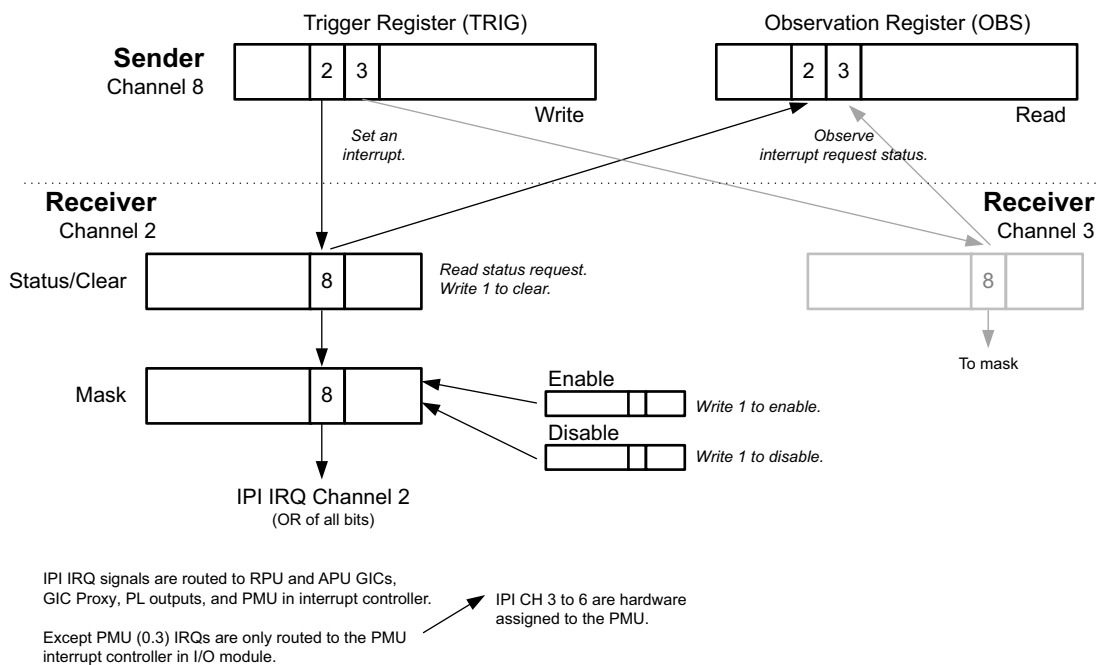 Trigger Register (TRIG)
Observation Register (OBS)
Sender
Channel 8
2 3
2 3
Write
Read
Set an
interrupt.
Observe
interrupt request status.
Receiver
Channel 2
Receiver
Channel 3
Status/Clear
8
Read status request.
Write 1 to clear.
8
To mask
Mask
8
Enable
Write 1 to enable.
Disable
Write 1 to disable.
IPI IRQ Channel 2
(OR of all bits)
IPI IRQ signals are routed to RPU and APU GICs,
GIC Proxy, PL outputs, and PMU in interrupt controller.
IPI CH 3 to 6 are hardware
assigned to the PMU.
Except PMU (0.3) IRQs are only routed to the PMU
interrupt controller in I/O module.